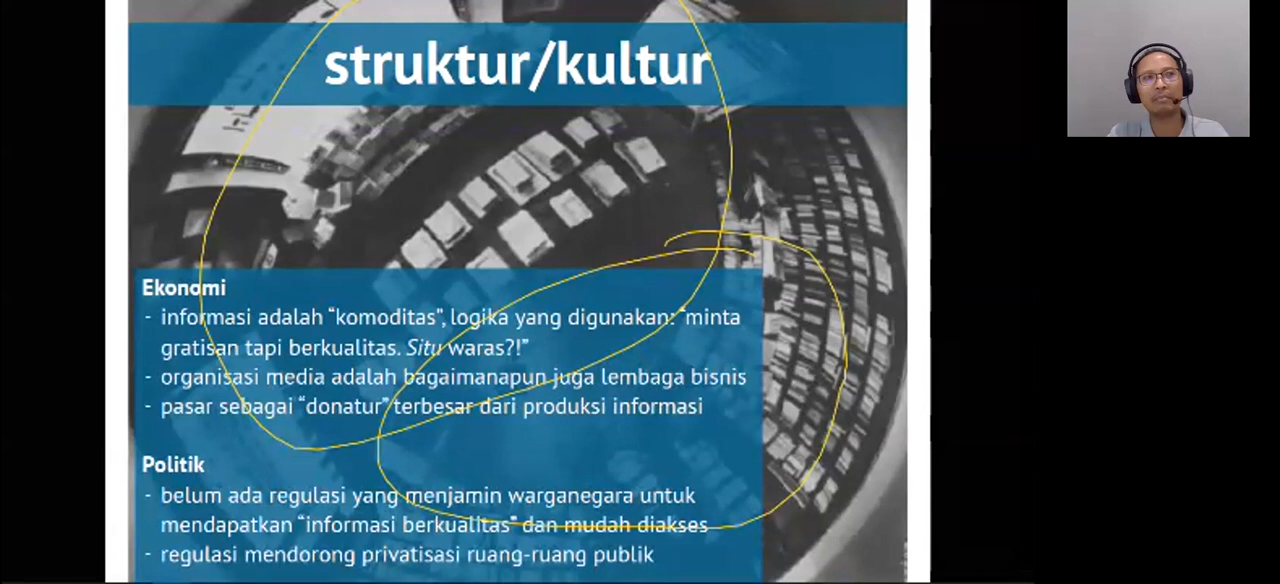 struktur/kultur
Ekonomi
- informasi adalah “komoditas”, logika yang digunakan: “minta
gratisan tapi berkualitas. Situ waras?!”
- organisasi media adalah bagaimanapun juga lembaga bisnis
- pasar sebagai “donatur” terbesar dari produksi informasi
Politik
- belum ada regulasi yang menjamin warganegara untuk
mendapatkan “informasi berkualitas” dan mudah diakses
- regulasi mendorong privatisasi ruang-ruang publik